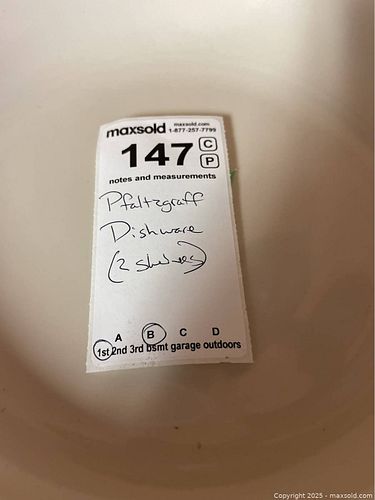 maxsold maxsold.com
1-877-257-7799
147 C
P
notes and measurements
Pfaltzgraff
Dishware
(2 shelves)
A B C D
1st 2nd 3rd bsmt garage outdoors
Copyright 2025 - maxsold.com